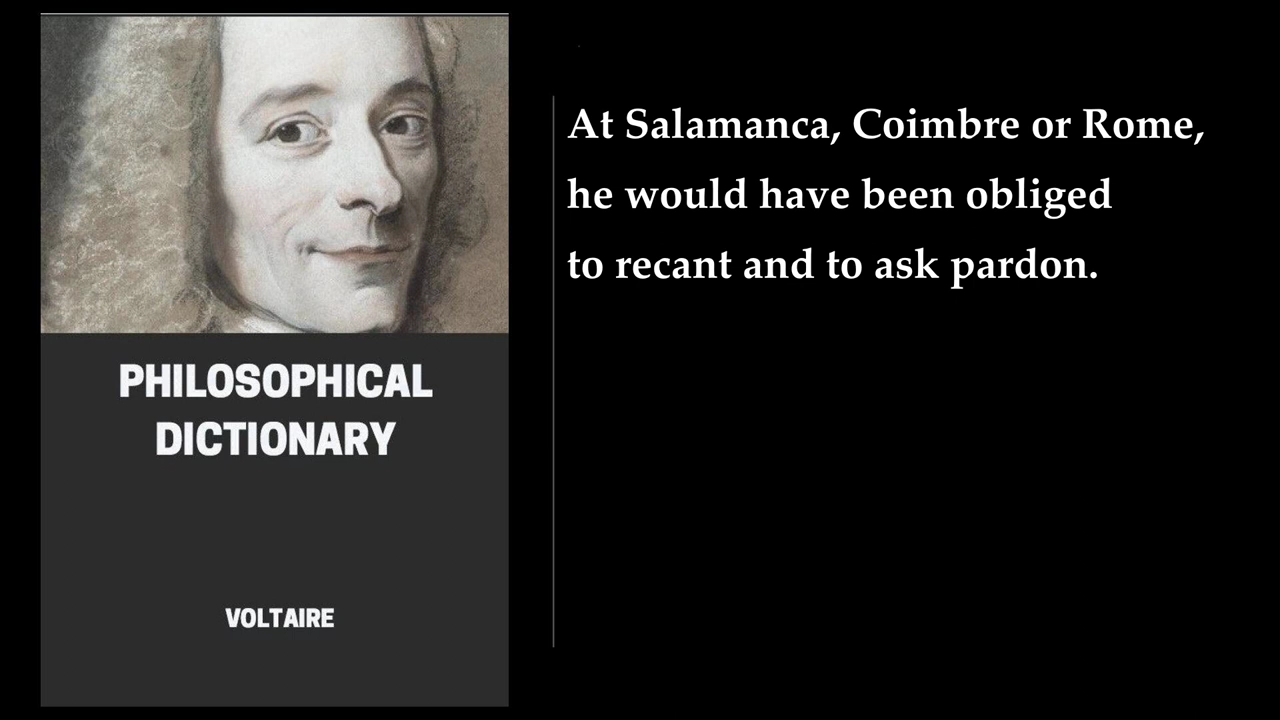 PHILOSOPHICAL
DICTIONARY
VOLTAIRE
At Salamanca, Coimbre or Rome,
he would have been obliged
to recant and to ask pardon.